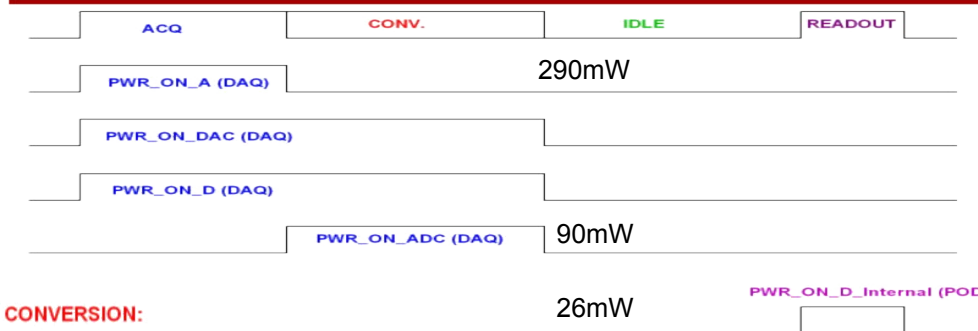 ACQ CONV. IDLE READOUT
PWR_ON_A (DAQ) 290mW
PWR_ON_DAC (DAQ)
PWR_ON_D (DAQ)
PWR_ON_ADC (DAQ) 90mW
CONVERSION: 26mW PWR_ON_D_Internal (POD